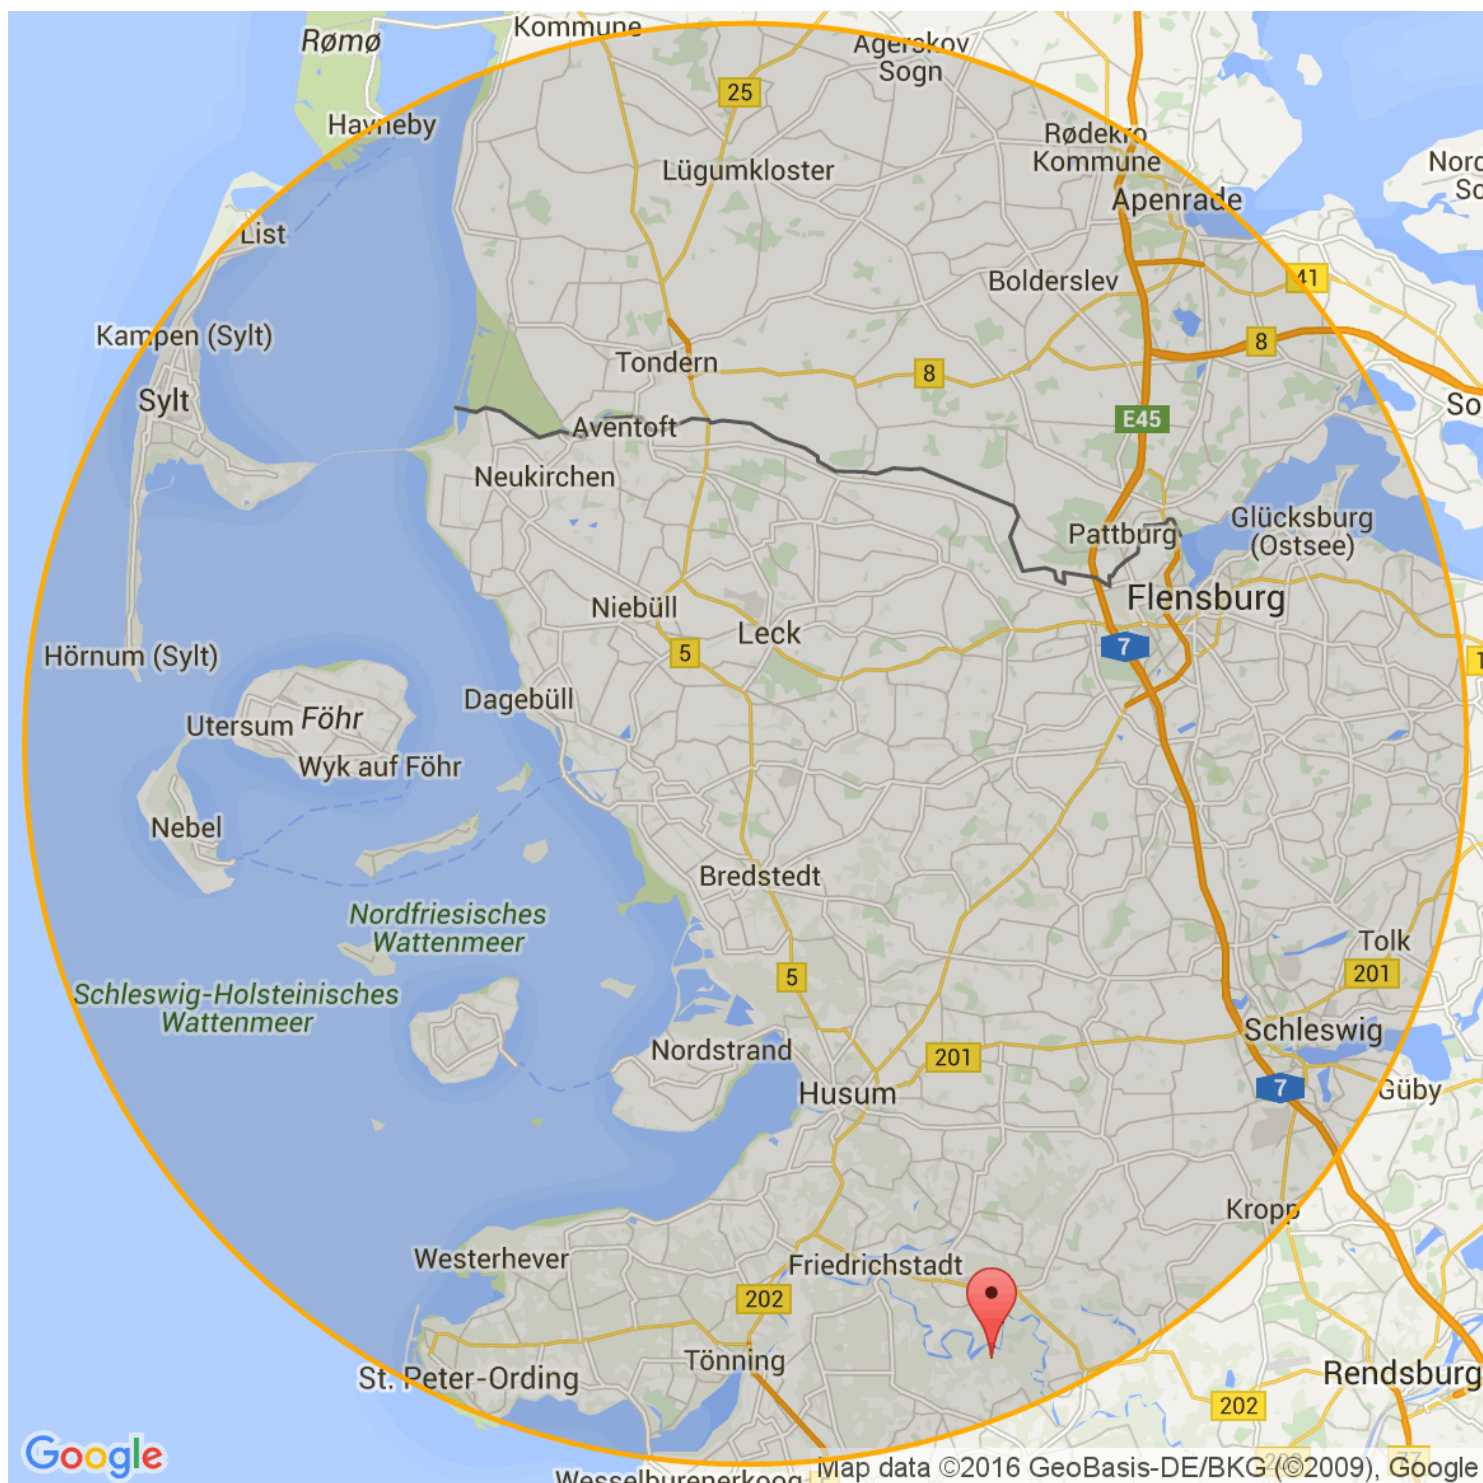 Kommune
Rømø
Agerskov
Sogn
25
Havneby
Rødekro
Kommune
Lügumkloster
Apenrade
List
Bolderslev
41
Kampen (Sylt)
8
Tondern
8
Sylt
E45
Aventoft
Neukirchen
Glücksburg
(Ostsee)
Pattburg
Flensburg
Niebüll
Leck
7
5
Hörnum (Sylt)
Dagebüll
Utersum
Föhr
Wyk auf Föhr
Nebel
Bredstedt
Nordfriesisches
Wattenmeer
Tolk
201
5
Schleswig-Holsteinisches
Wattenmeer
Schleswig
Nordstrand
201
Husum
7
Güby
Kropp
Westerhever
Friedrichstadt
202
Tönning
St. Peter-Ording
Rendsburg
202
Google
Map data ©2016 GeoBasis-DE/BKG (©2009), Google
Wesselburenerkoog